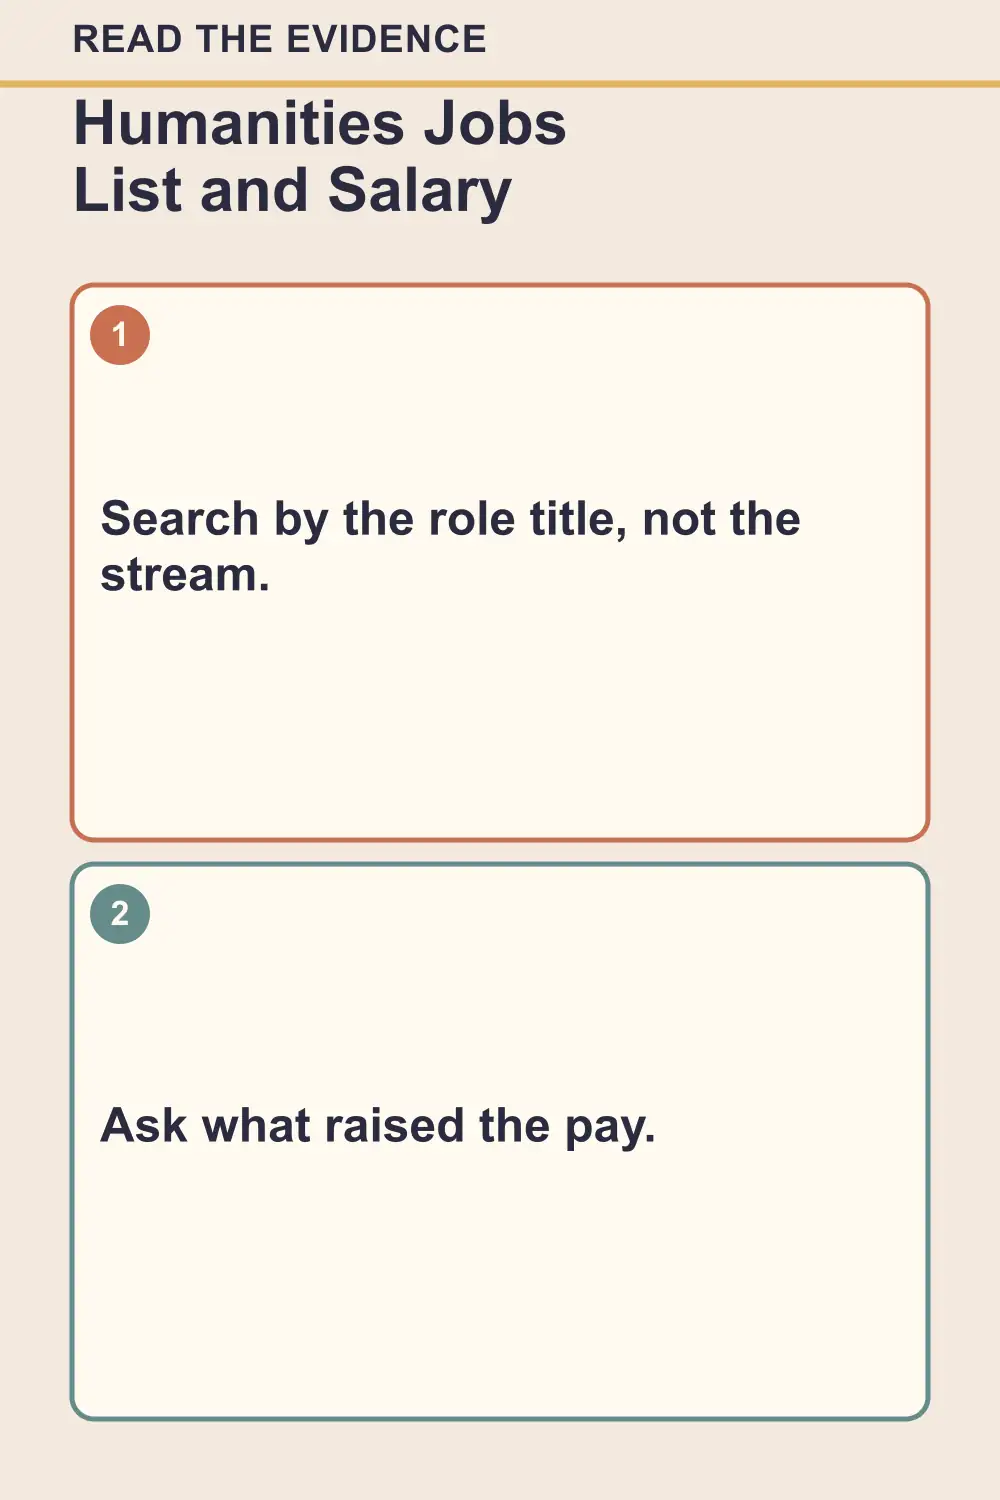 READ THE EVIDENCE
Humanities Jobs
List and Salary
1
Search by the role title, not the
stream.
2
Ask what raised the pay.